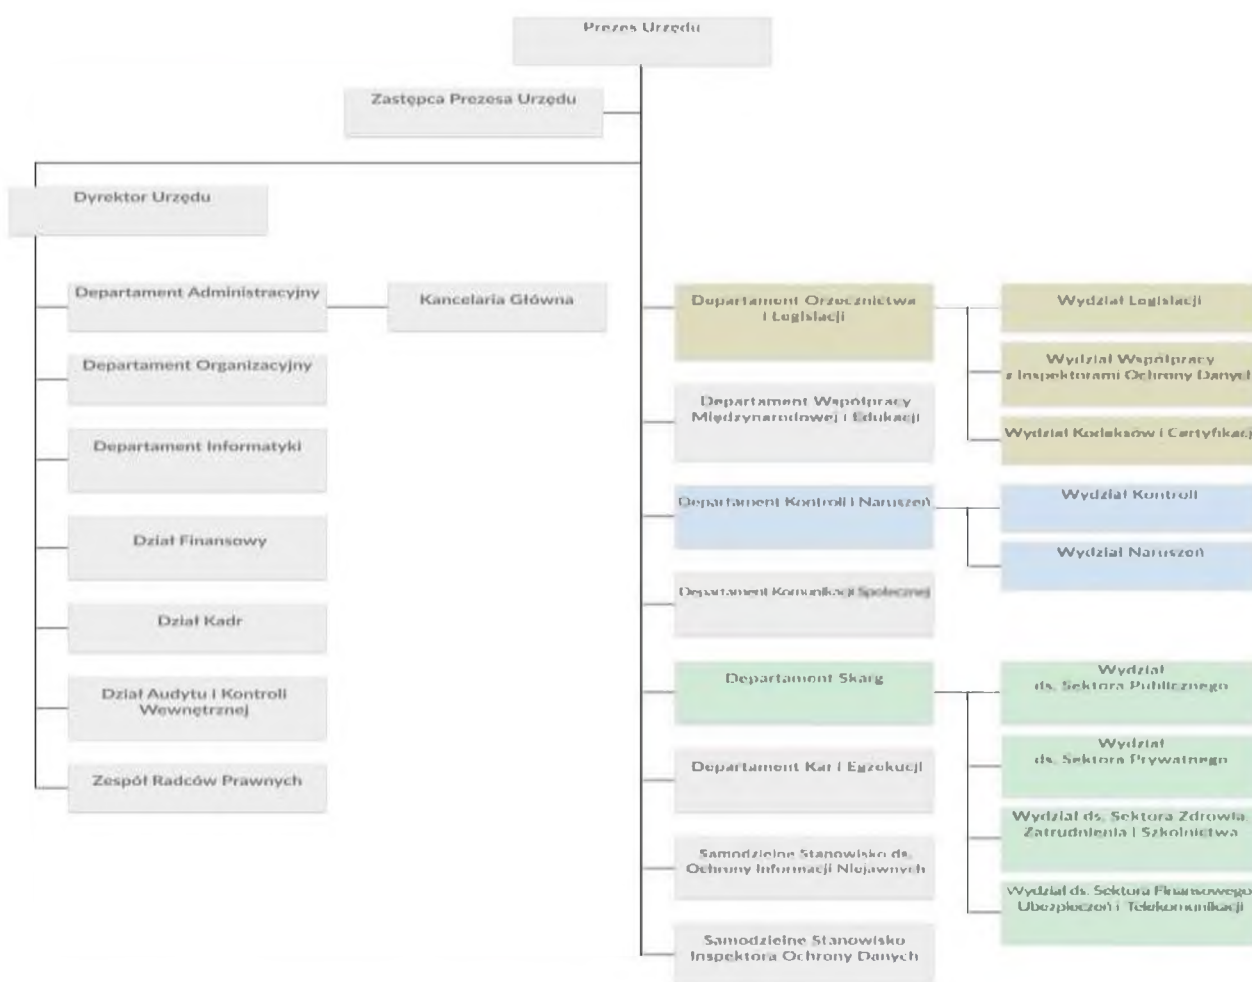 Prezes Urzędu
Zastępca Prezesa Urzędu
Dyrektor Urzędu
Departament Administracyjny
Kancelaria Główna
Departament Organizacyjny
Departament Informatyki
Dział Finansowy
Dział Kadr
Dział Audytu i Kontroli
Wewnętrznej
Zespół Radców Prawnych
Departament Orzecznictwa
i Legislacji
Wydział Legislacji
Wydział Współpracy
z Inspektorami Ochrony Danych
Wydział Kodeksów i Certyfikacji
Departament Współpracy
Międzynarodowej i Edukacji
Departament Kontroli i Naruszeń
Wydział Kontroli
Wydział Naruszeń
Departament Komunikacji Społecznej
Departament Skarg
Wydział
ds. Sektora Publicznego
Wydział
ds. Sektora Prywatnego
Wydział ds. Sektora Zdrowia,
Zatrudnienia i Szkolnictwa
Wydział ds. Sektora Finansowego
Ubezpieczeń i Telekomunikacji
Departament Kar i Egzekucji
Samodzielne Stanowisko ds.
Ochrony Informacji Niejawnych
Samodzielne Stanowisko
Inspektora Ochrony Danych